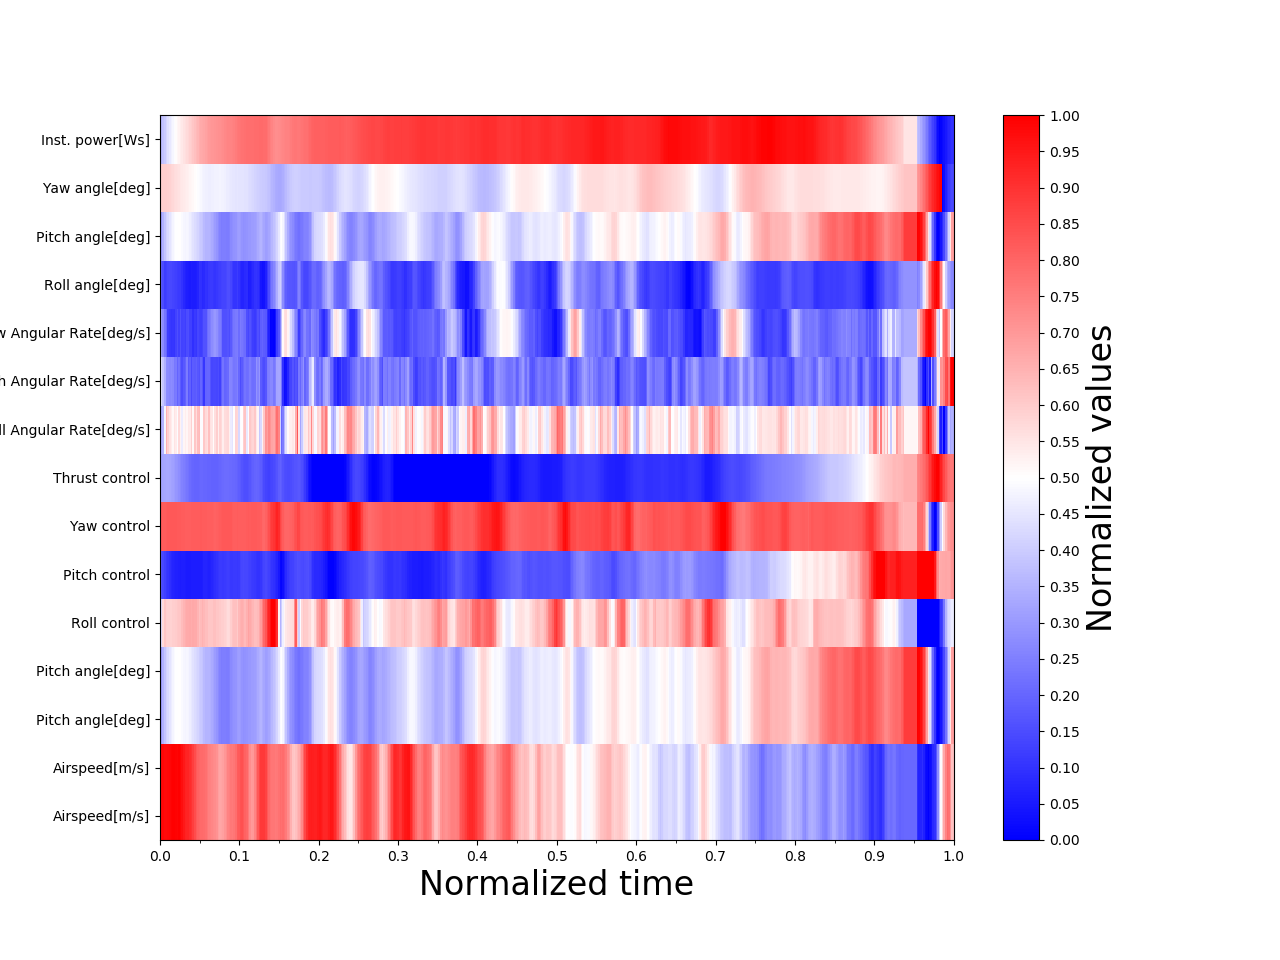 Inst. power[Ws]
Yaw angle[deg]
Pitch angle[deg]
Roll angle[deg]
w Angular Rate[deg/s]
h Angular Rate[deg/s]
ll Angular Rate[deg/s]
Thrust control
Yaw control
Pitch control
Roll control
Pitch angle[deg]
Pitch angle[deg]
Airspeed[m/s]
Airspeed[m/s]
0.0 0.1 0.2 0.3 0.4 0.5 0.6 0.7 0.8 0.9 1.0
Normalized time
1.00
0.95
0.90
0.85
0.80
0.75
0.70
0.65
0.60
0.55
0.50
0.45
0.40
0.35
0.30
0.25
0.20
0.15
0.10
0.05
0.00
Normalized values